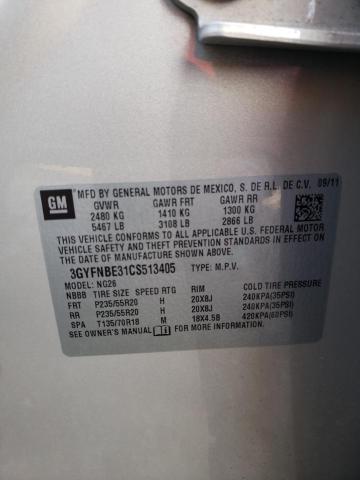 GM
MFD BY GENERAL MOTORS DE MEXICO, S. DE R.L. DE C.V. 09/11
GVWR GAWR FRT GAWR RR
2480 KG 1410 KG 1300 KG
5467 LB 3108 LB 2866 LB
THIS VEHICLE CONFORMS TO ALL APPLICABLE U.S. FEDERAL MOTOR
VEHICLE SAFETY AND THEFT PREVENTION STANDARDS IN EFFECT ON
THE DATE OF MANUFACTURE SHOWN ABOVE.
3GYFNBE31CS513405 TYPE: M.P.V.
MODEL: NG26
NBBB TIRE SIZE SPEED RTG RIM COLD TIRE PRESSURE
FRT P235/55R20 H 20X8J 240KPA(35PSI)
RR P235/55R20 H 20X8J 240KPA(35PSI)
SPA T135/70R18 M 18X4.5B 420KPA(60PSI)
SEE OWNER'S MANUAL FOR ADDITIONAL INFORMATION.